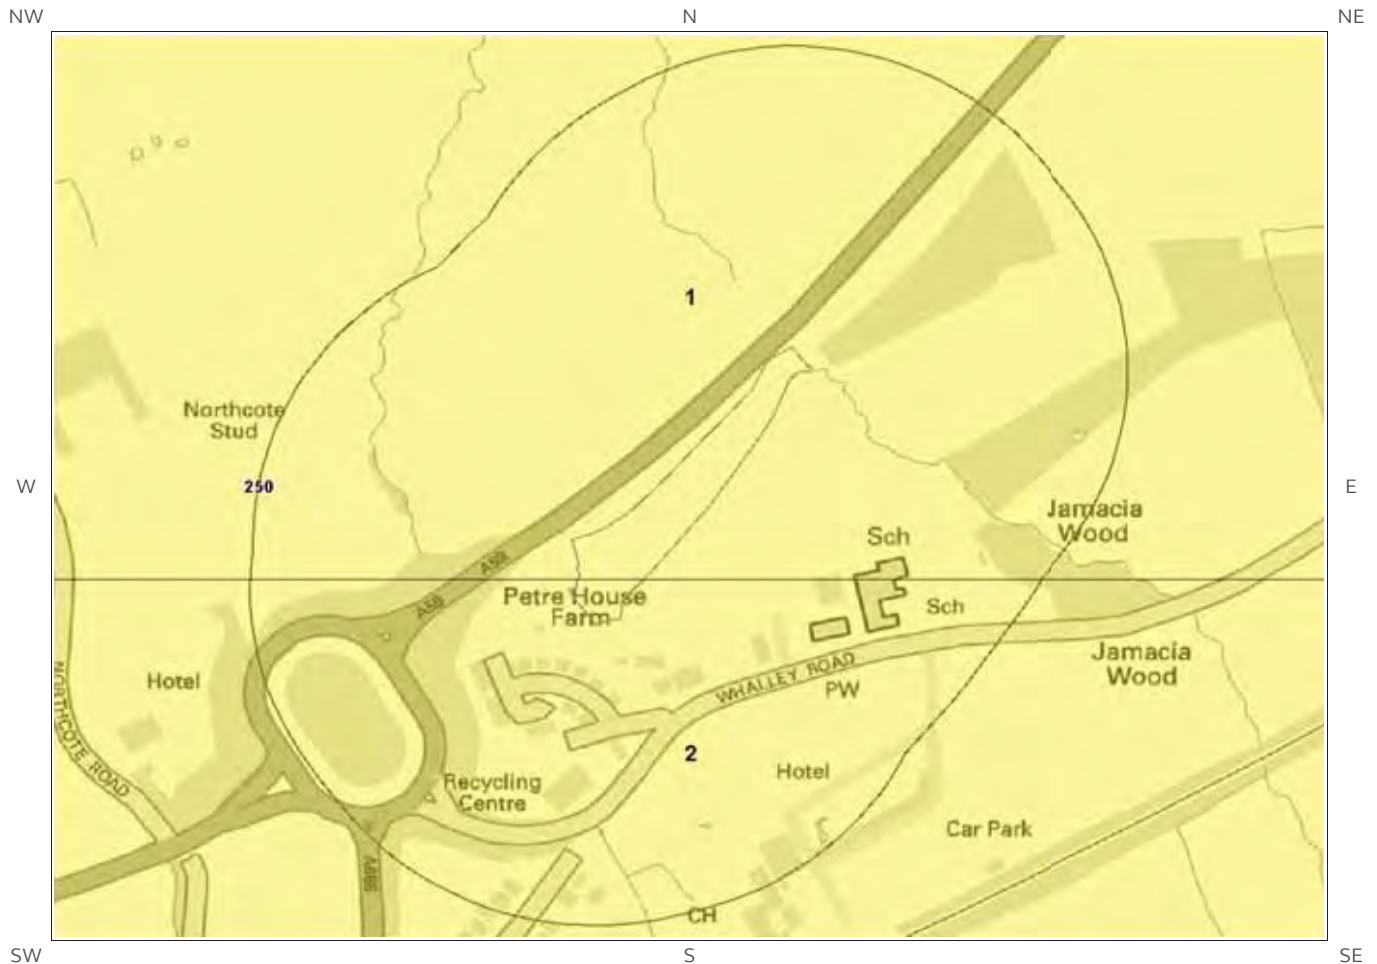 NW
N
NE
1
Northcote
Stud
W
250
E
Jamacia
Wood
Sch
A59
A59
Petre House
Farm
Sch
WHALLEY ROAD
PW
Jamacia
Wood
Hotel
NORTHCOTE ROAD
2
Recycling
Centre
Hotel
Car Park
A666
CH
SW
S
SE